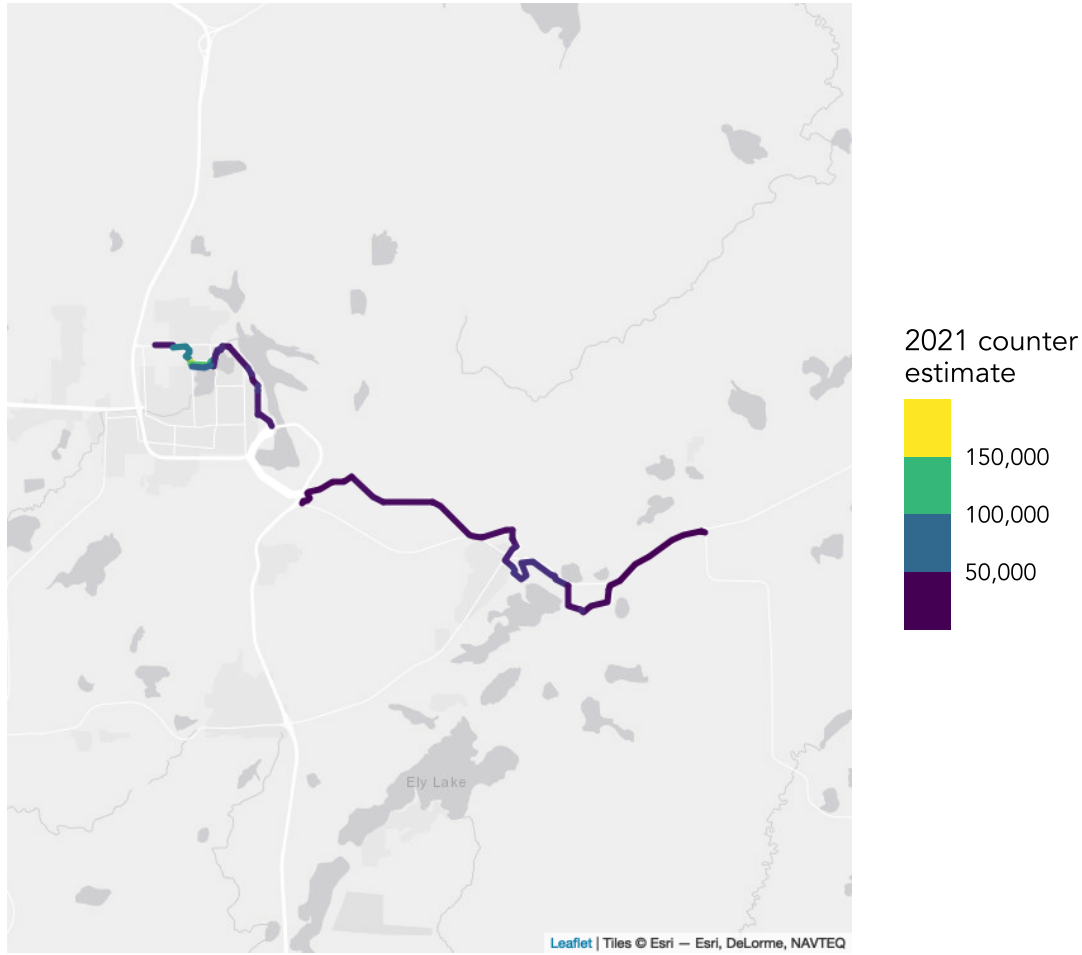 2021 counter
estimate
150,000
100,000
50,000
Ely Lake
Leaflet | Tiles © Esri — Esri, DeLorme, NAVTEQ